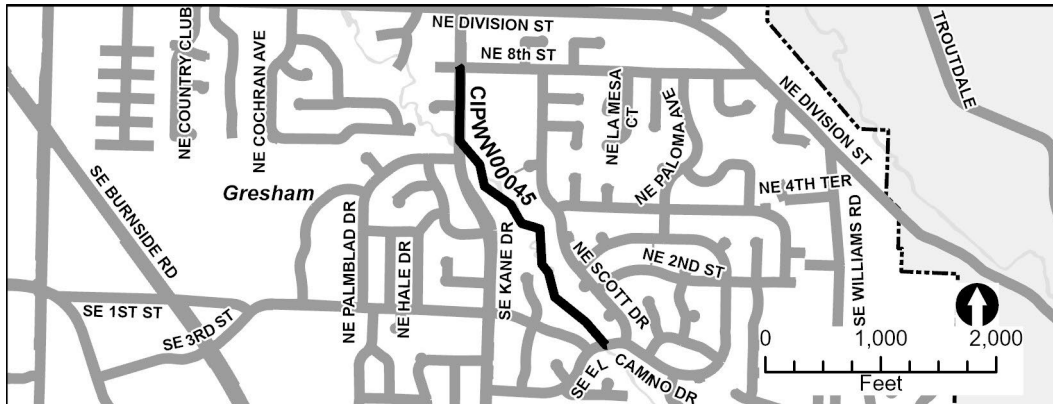 NE DIVISION ST
NE 8th ST
NE COUNTRY CLUB
NE COCHRAN AVE
CIPWW00045
NE LA MESA
CT
NE PALOMA AVE
NE DIVISION ST
TROUTDALE
SE BURNSIDE RD
Gresham
NE 4TH TER
NE PALMBLAD DR
NE HALE DR
SE KANE DR
NE SCOTT DR
NE 2ND ST
SE WILLIAMS RD
SE 1ST ST
SE 3RD ST
SE EL CAMINO DR
0 1,000 2,000
Feet